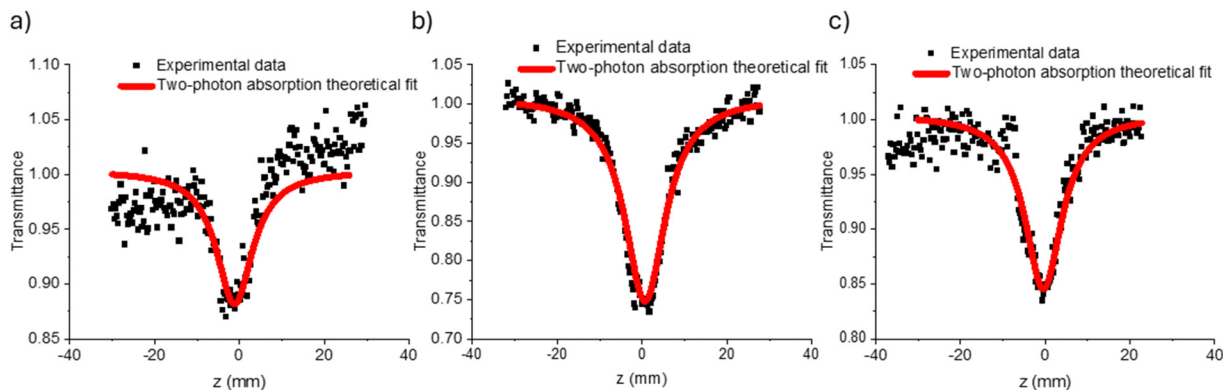 a)
Experimental data
Two-photon absorption theoretical fit
1.10
1.05
1.00
0.95
0.90
0.85
Transmittance
-40
-20
0
20
40
z (mm)
b)
Experimental data
Two-photon absorption theoretical fit
1.05
1.00
0.95
0.90
0.85
0.80
0.75
0.70
Transmittance
-40
-20
0
20
40
z (mm)
c)
Experimental data
Two-photon absorption theoretical fit
1.05
1.00
0.95
0.90
0.85
0.80
Transmittance
-40
-20
0
20
40
z (mm)